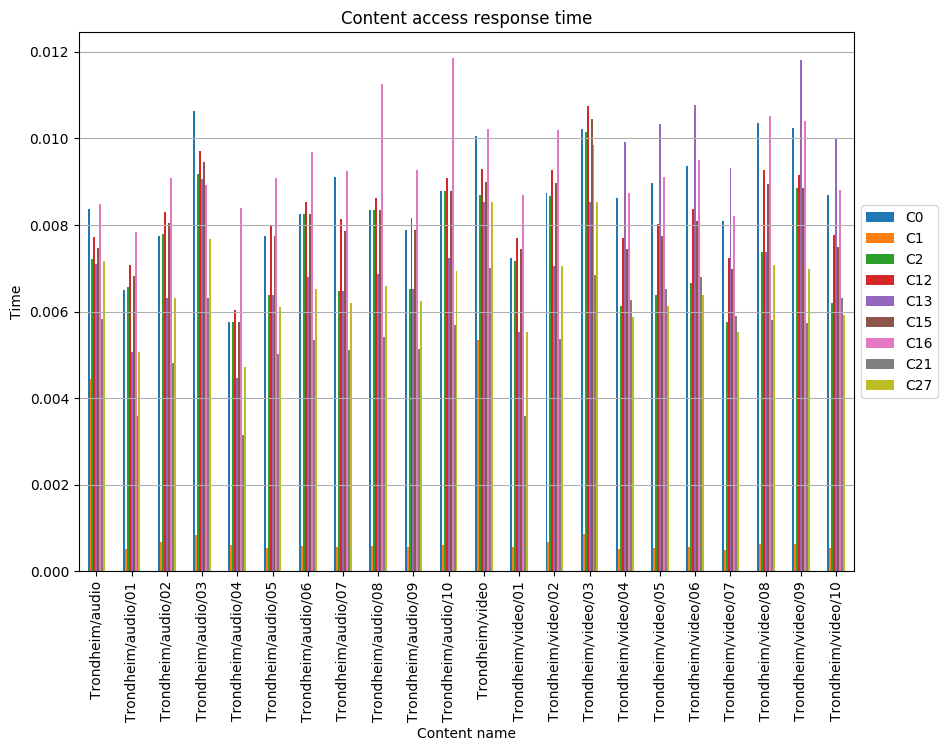 Content access response time
0.012
0.010
0.008
0.006
0.004
0.002
0.000
Time
Trondheim/audio
Trondheim/audio/01
Trondheim/audio/02
Trondheim/audio/03
Trondheim/audio/04
Trondheim/audio/05
Trondheim/audio/06
Trondheim/audio/07
Trondheim/audio/08
Trondheim/audio/09
Trondheim/audio/10
Trondheim/video
Trondheim/video/01
Trondheim/video/02
Trondheim/video/03
Trondheim/video/04
Trondheim/video/05
Trondheim/video/06
Trondheim/video/07
Trondheim/video/08
Trondheim/video/09
Trondheim/video/10
Content name
C0
C1
C2
C12
C13
C15
C16
C21
C27